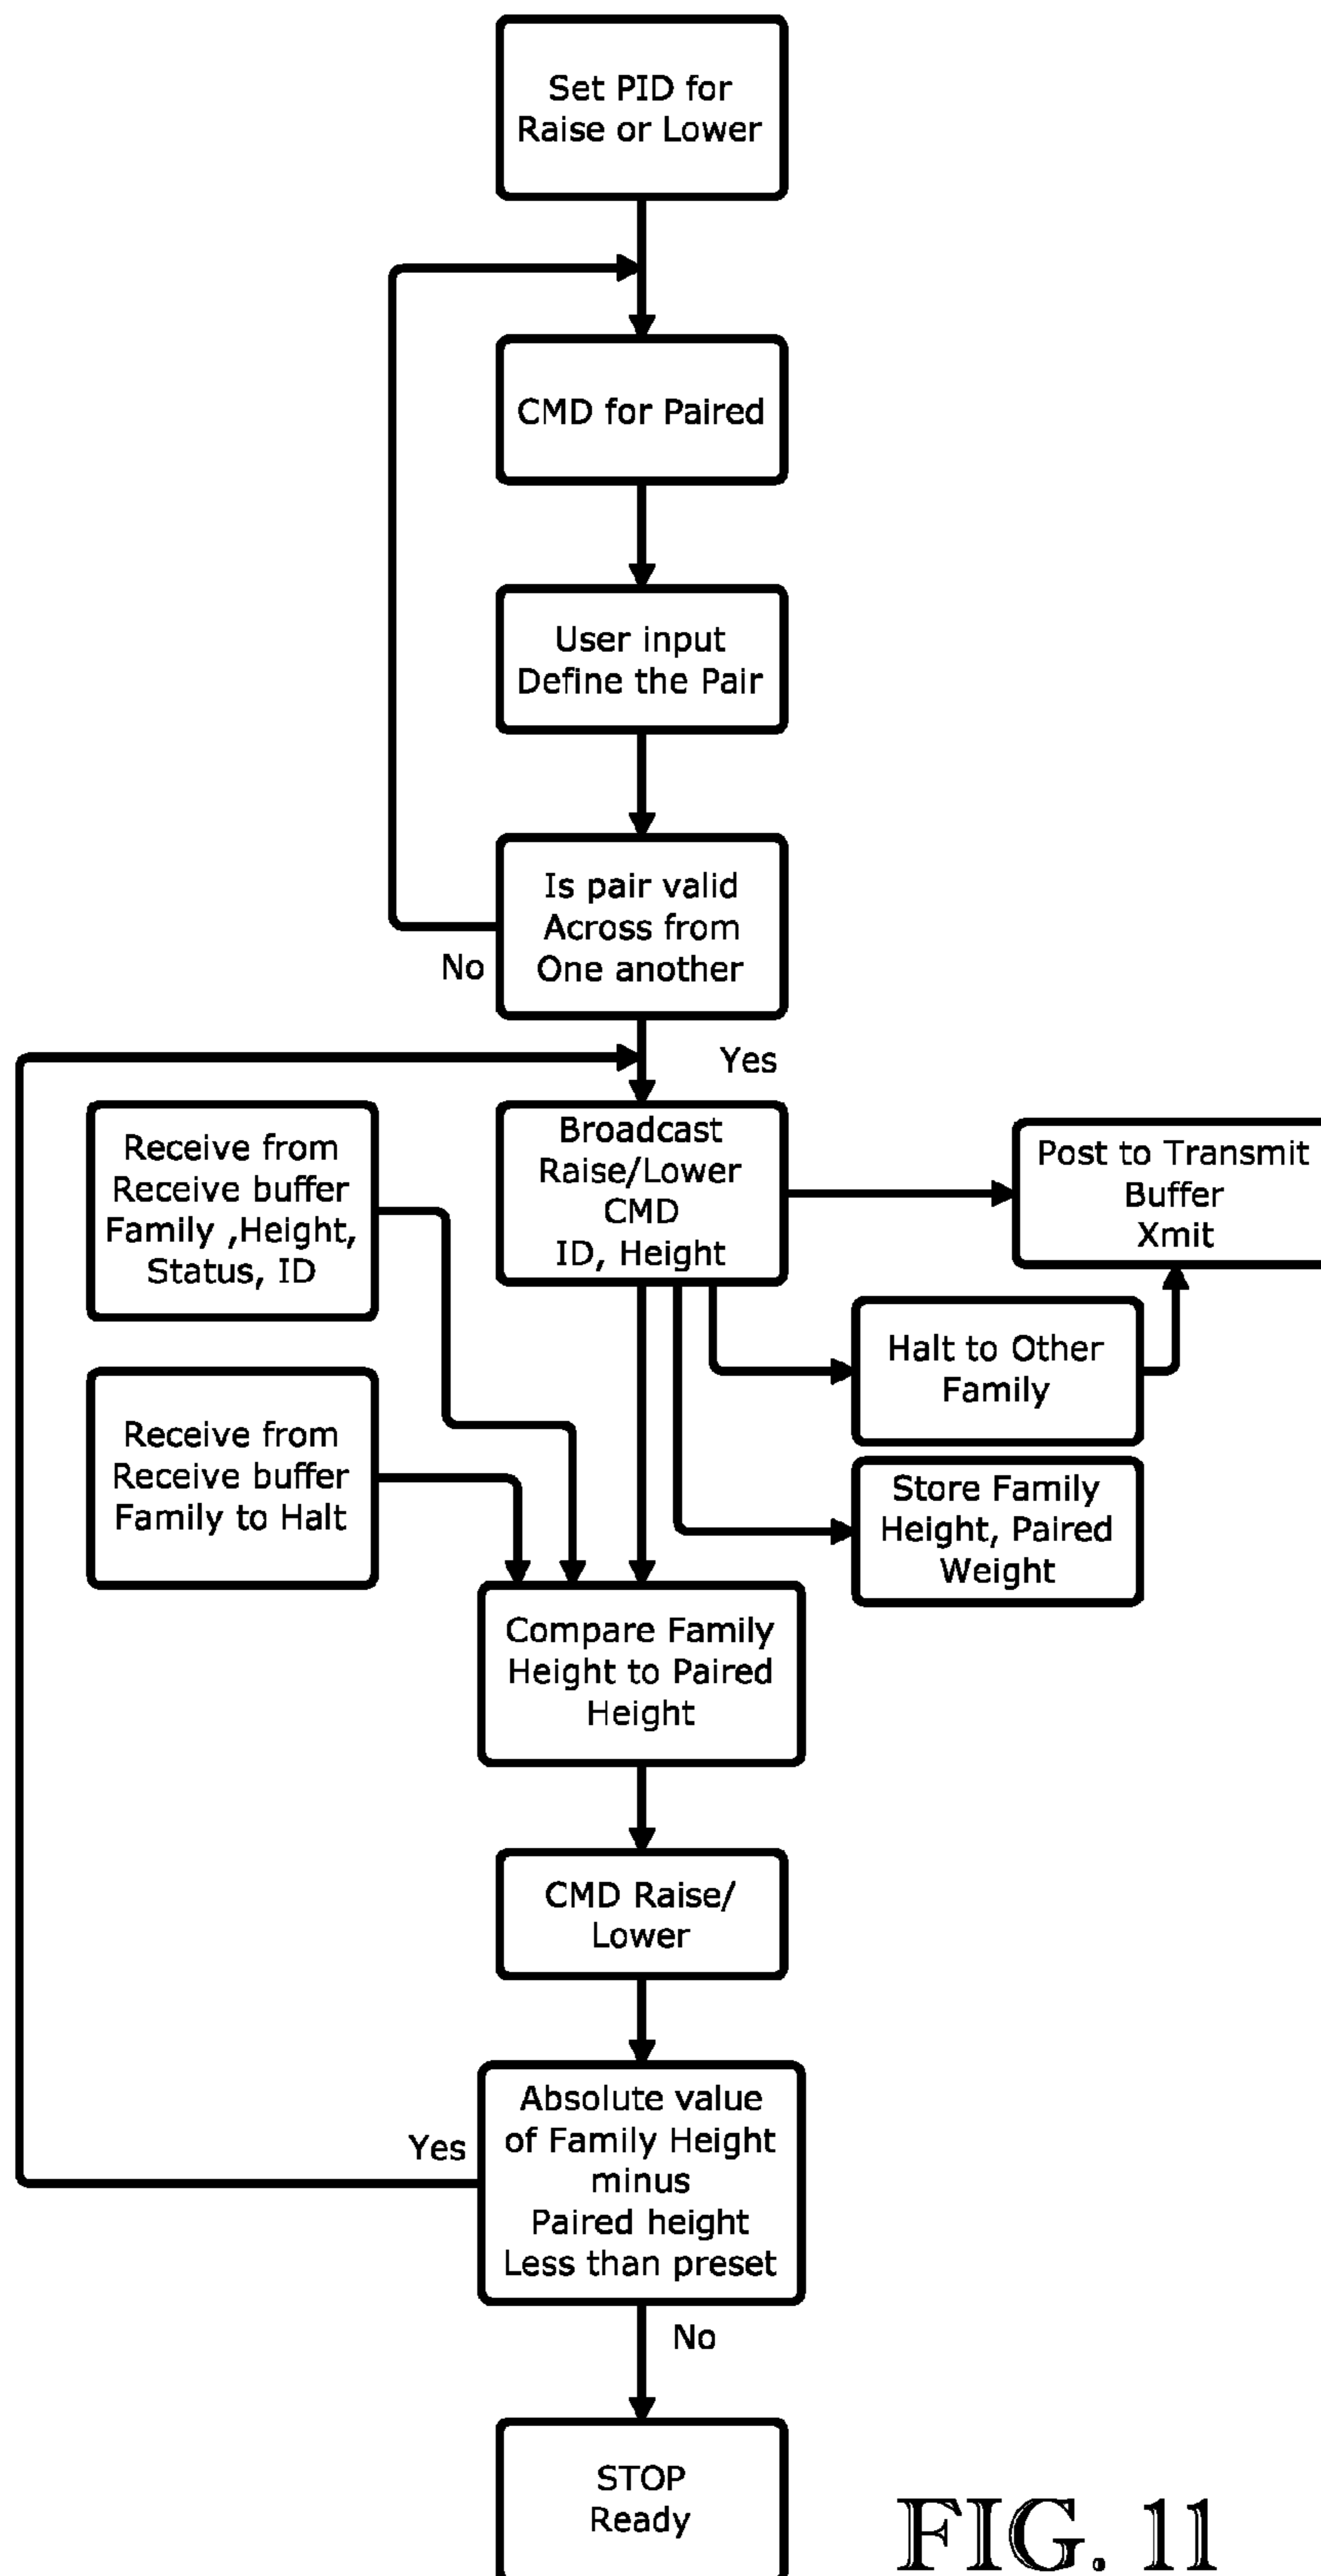 Set PID for
Raise or Lower
CMD for Paired
User input
Define the Pair
Is pair valid
Across from
One another
No
Yes
Broadcast
Raise/Lower
CMD
ID, Height
Receive from
Receive buffer
Family ,Height,
Status, ID
Post to Transmit
Buffer
Xmit
Halt to Other
Family
Receive from
Receive buffer
Family to Halt
Store Family
Height, Paired
Weight
Compare Family
Height to Paired
Height
CMD Raise/
Lower
Absolute value
of Family Height
minus
Paired height
Less than preset
Yes
No
STOP
Ready
FIG. 11